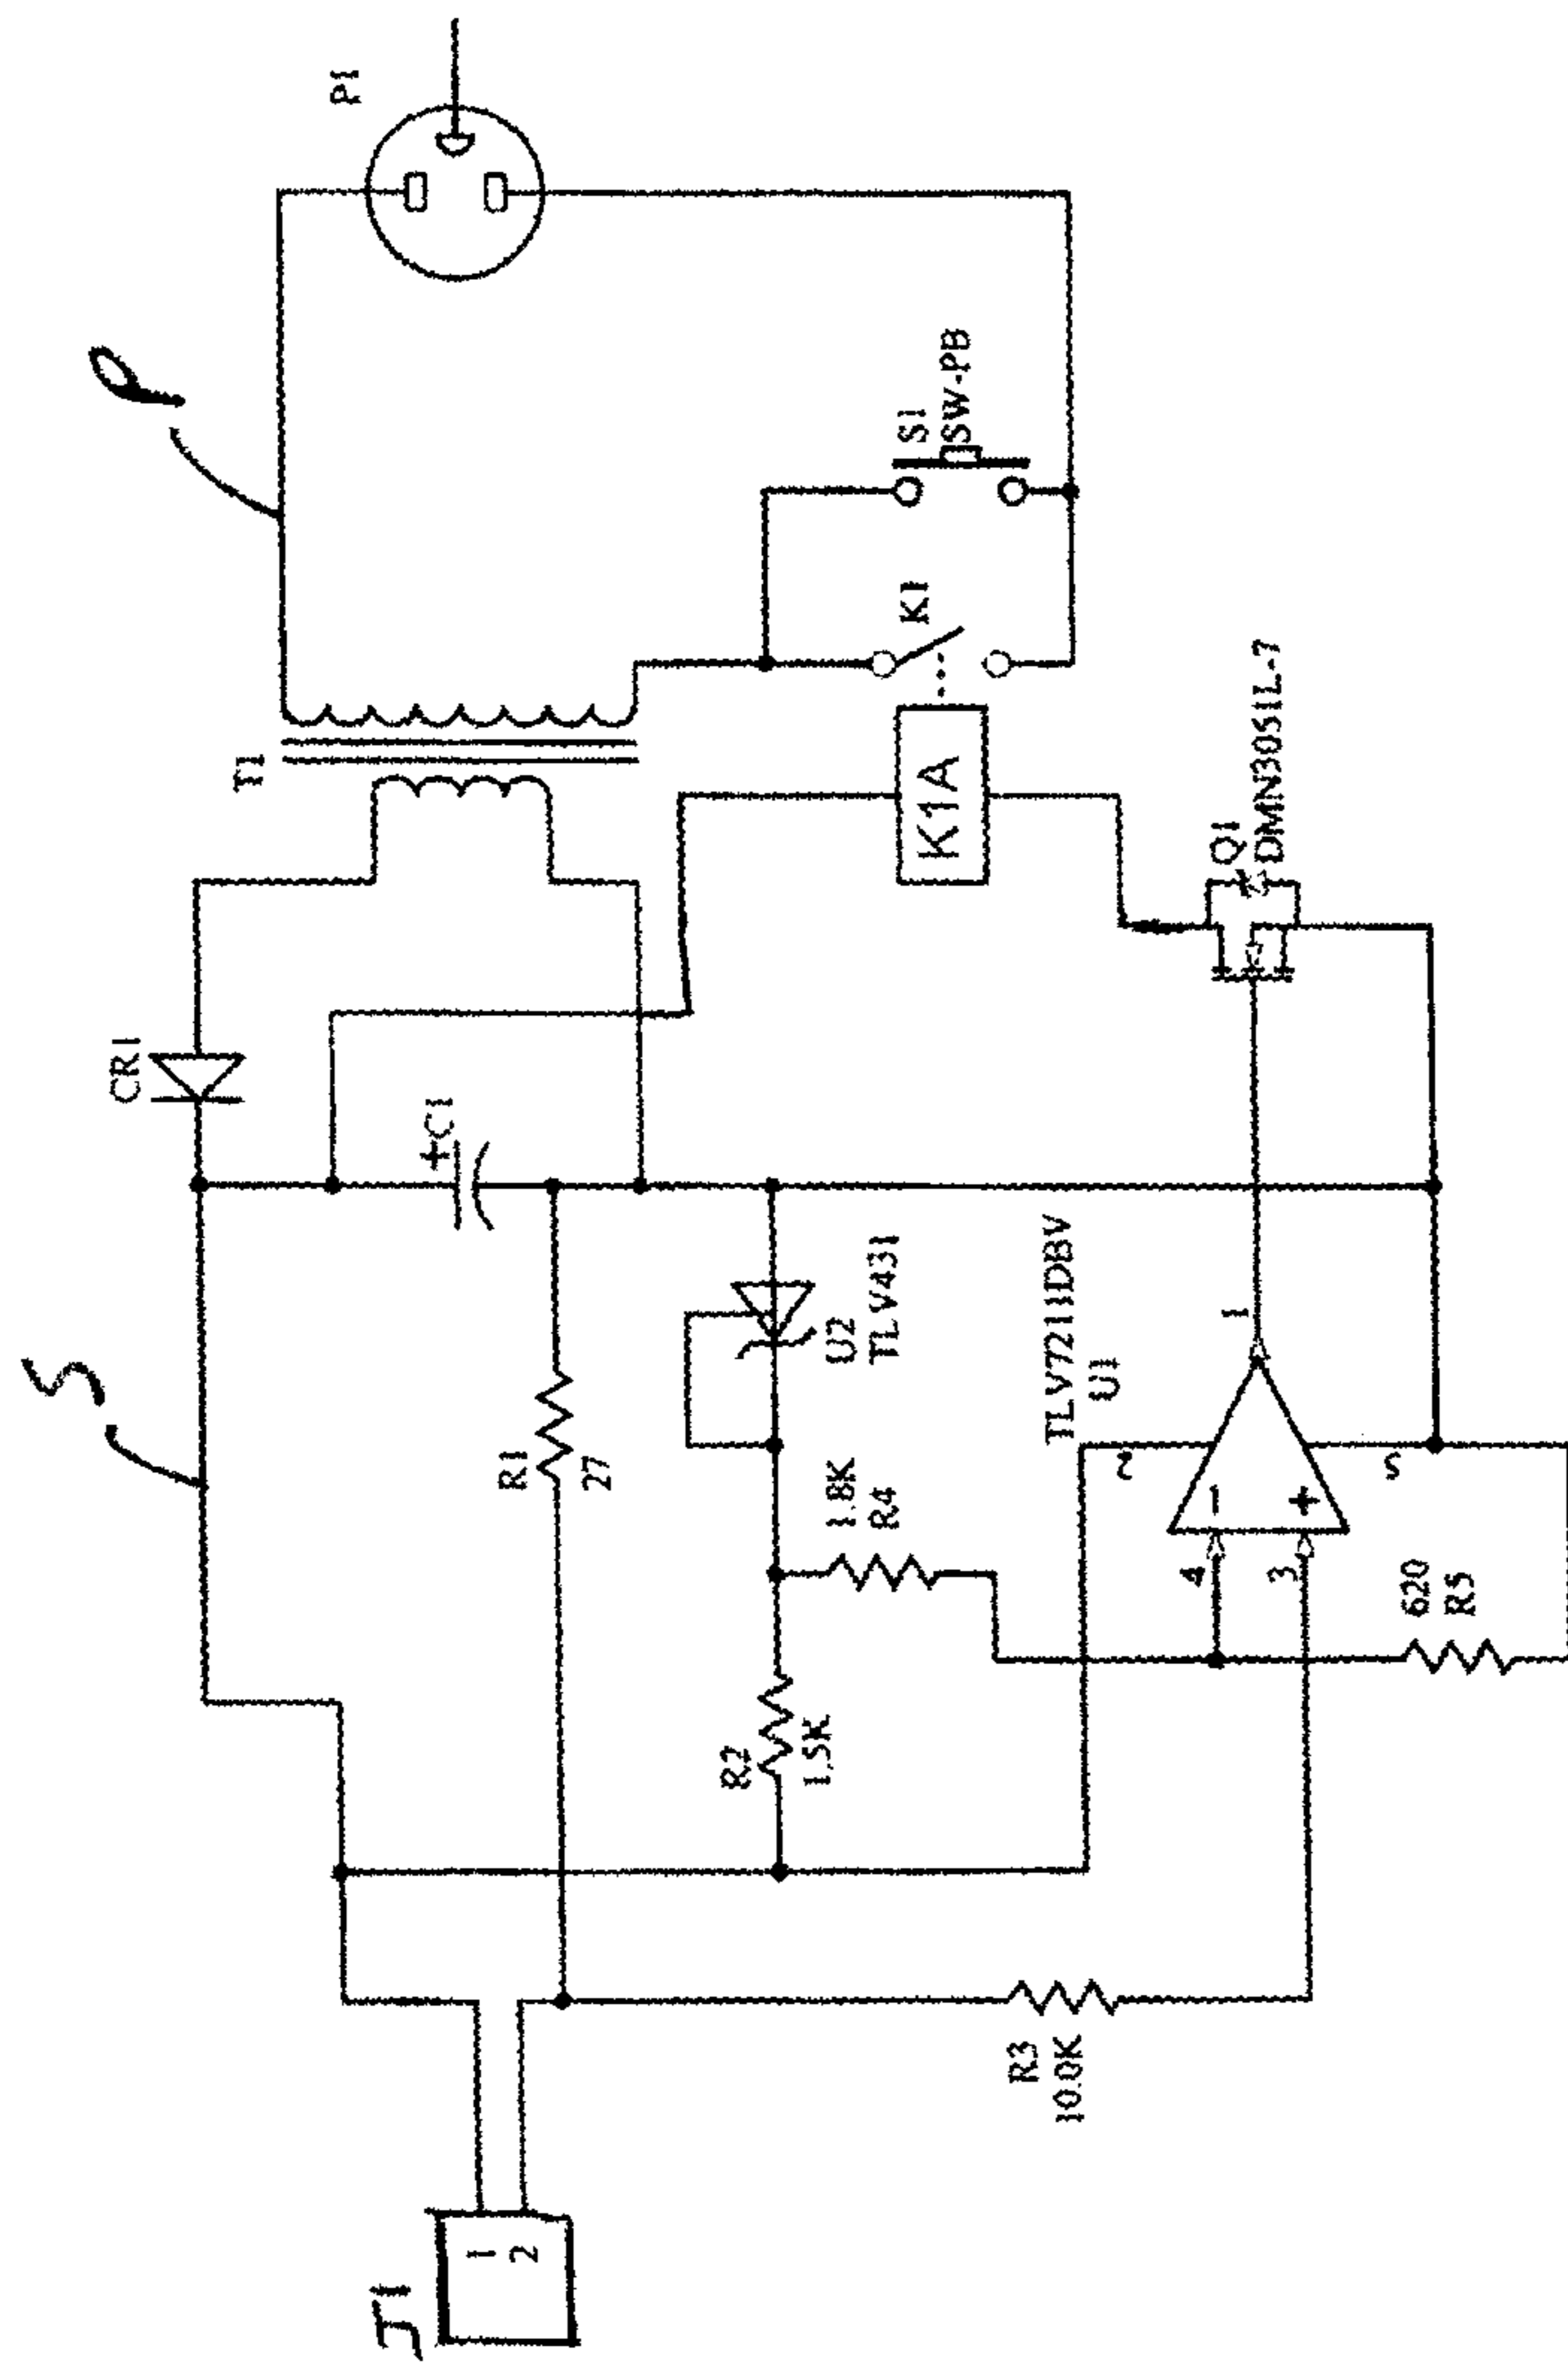 P1
P
S1
SW-PB
K1
T1
K1A
Q1
DMN3051L-7
CR1
+
C1
S
R1
27
U2
TLV431
TLV7211DBV
U1
1
2
5
-
+
4
3
1.8K
R4
620
R5
R2
1.5K
R3
10.0K
J1
1
2